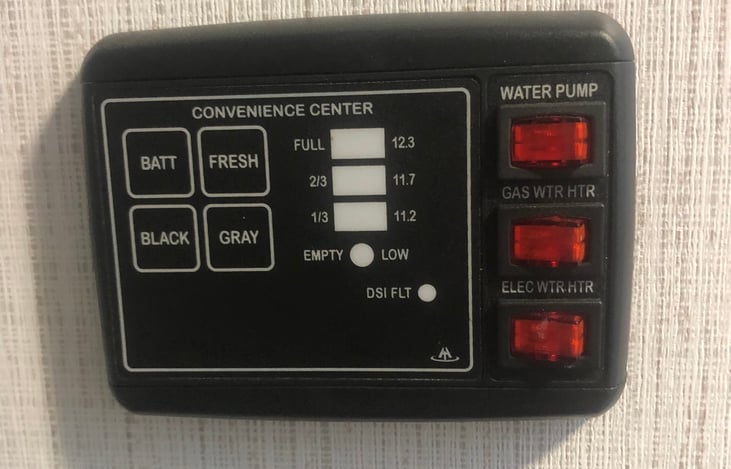 CONVENIENCE CENTER
BATT FRESH
BLACK GRAY
FULL 12.3
2/3 11.7
1/3 11.2
EMPTY LOW
DSI FLT
WATER PUMP
GAS WTR HTR
ELEC WTR HTR